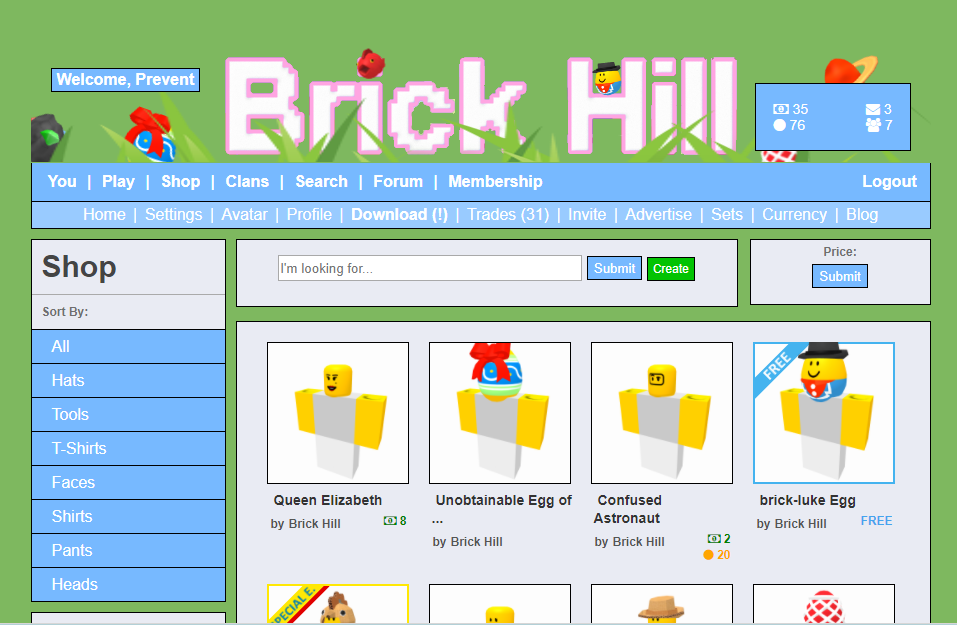 Welcome, Prevent
Brick Hill
35 3
76 7
You | Play | Shop | Clans | Search | Forum | Membership Logout
Home | Settings | Avatar | Profile | Download (!) | Trades (31) | Invite | Advertise | Sets | Currency | Blog
Shop
Sort By:
All
Hats
Tools
T-Shirts
Faces
Shirts
Pants
Heads
I'm looking for... Submit Create
Price:
Submit
FREE
Queen Elizabeth
by Brick Hill 8
Unobtainable Egg of
...
by Brick Hill
Confused
Astronaut
by Brick Hill 2
20
brick-luke Egg
by Brick Hill FREE
SPECIAL E.